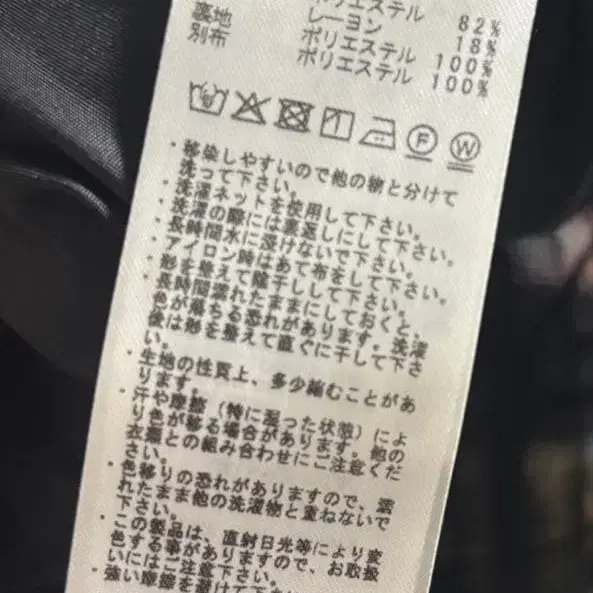 ポリエステル 82%
レーヨン 18%
裏地 ポリエステル 100%
別布 ポリエステル 100%
F W
・移染しやすいので他の物と分けて
洗って下さい。
・洗濯ネットを使用して下さい。
・洗濯の際には裏返しにして下さい。
・長時間水に浸けないで下さい。
・アイロン時はあて布をして下さい。
・形を整えて陰干しして下さい。
・長時間濡れたままにしておくと、
色が落ちる恐れがあります。洗濯
後は形を整えて直ぐに干して下さ
い。
・生地の性質上、多少縮むことがあ
ります。
・汗や摩擦（特に湿った状態）によ
り色が移る場合があります。他の
衣類との組み合わせにご注意くだ
さい。
・色移りの恐れがありますので、濡
れたまま他の洗濯物と重ねないで
下さい。
・この製品は、直射日光等により変
色する事がありますので、お取扱
いにはご注意下さい。
・強い摩擦を避けて下さい